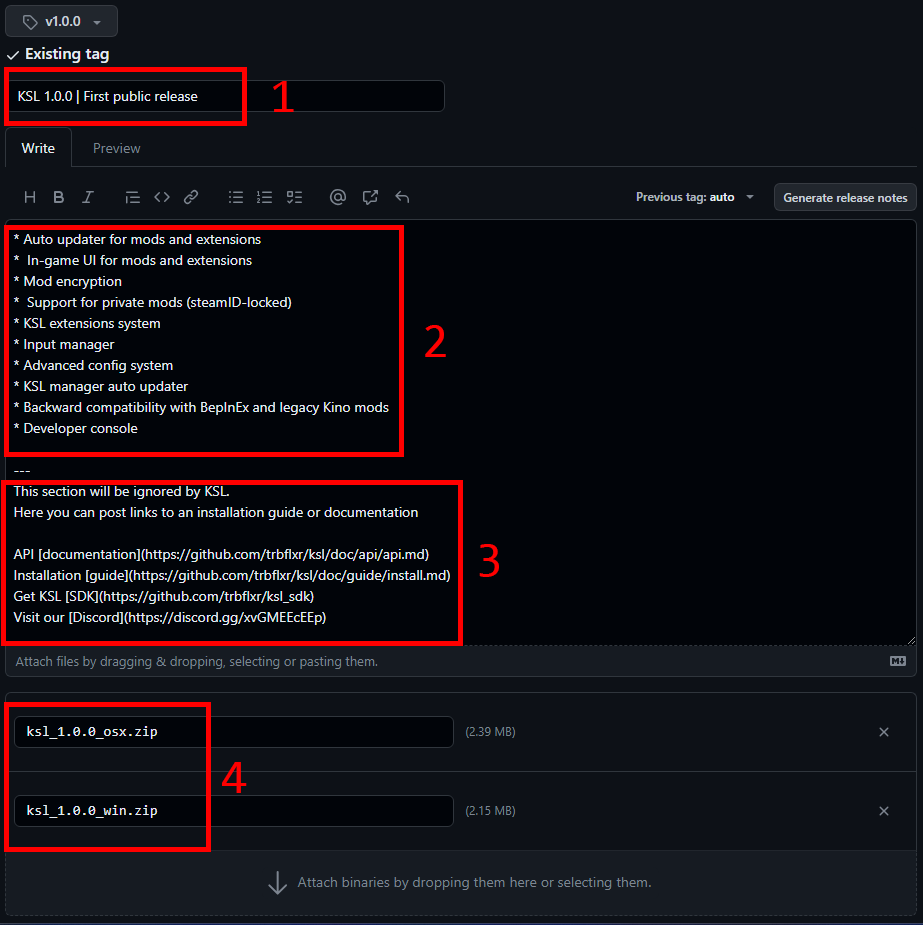 v1.0.0
Existing tag
KSL 1.0.0 | First public release
1
Write Preview
H B I Previous tag: auto Generate release notes
* Auto updater for mods and extensions
*  In-game UI for mods and extensions
* Mod encryption
*  Support for private mods (steamID-locked)
* KSL extensions system
* Input manager
* Advanced config system
* KSL manager auto updater
* Backward compatibility with BepInEx and legacy Kino mods
* Developer console
2
---
This section will be ignored by KSL.
Here you can post links to an installation guide or documentation
API [documentation](https://github.com/trbflxr/ksl/doc/api/api.md)
Installation [guide](https://github.com/trbflxr/ksl/doc/guide/install.md)
Get KSL [SDK](https://github.com/trbflxr/ksl_sdk)
Visit our [Discord](https://discord.gg/xvGMEEcEEp)
3
Attach files by dragging & dropping, selecting or pasting them.
ksl_1.0.0_osx.zip (2.39 MB)
4
ksl_1.0.0_win.zip (2.15 MB)
Attach binaries by dropping them here or selecting them.